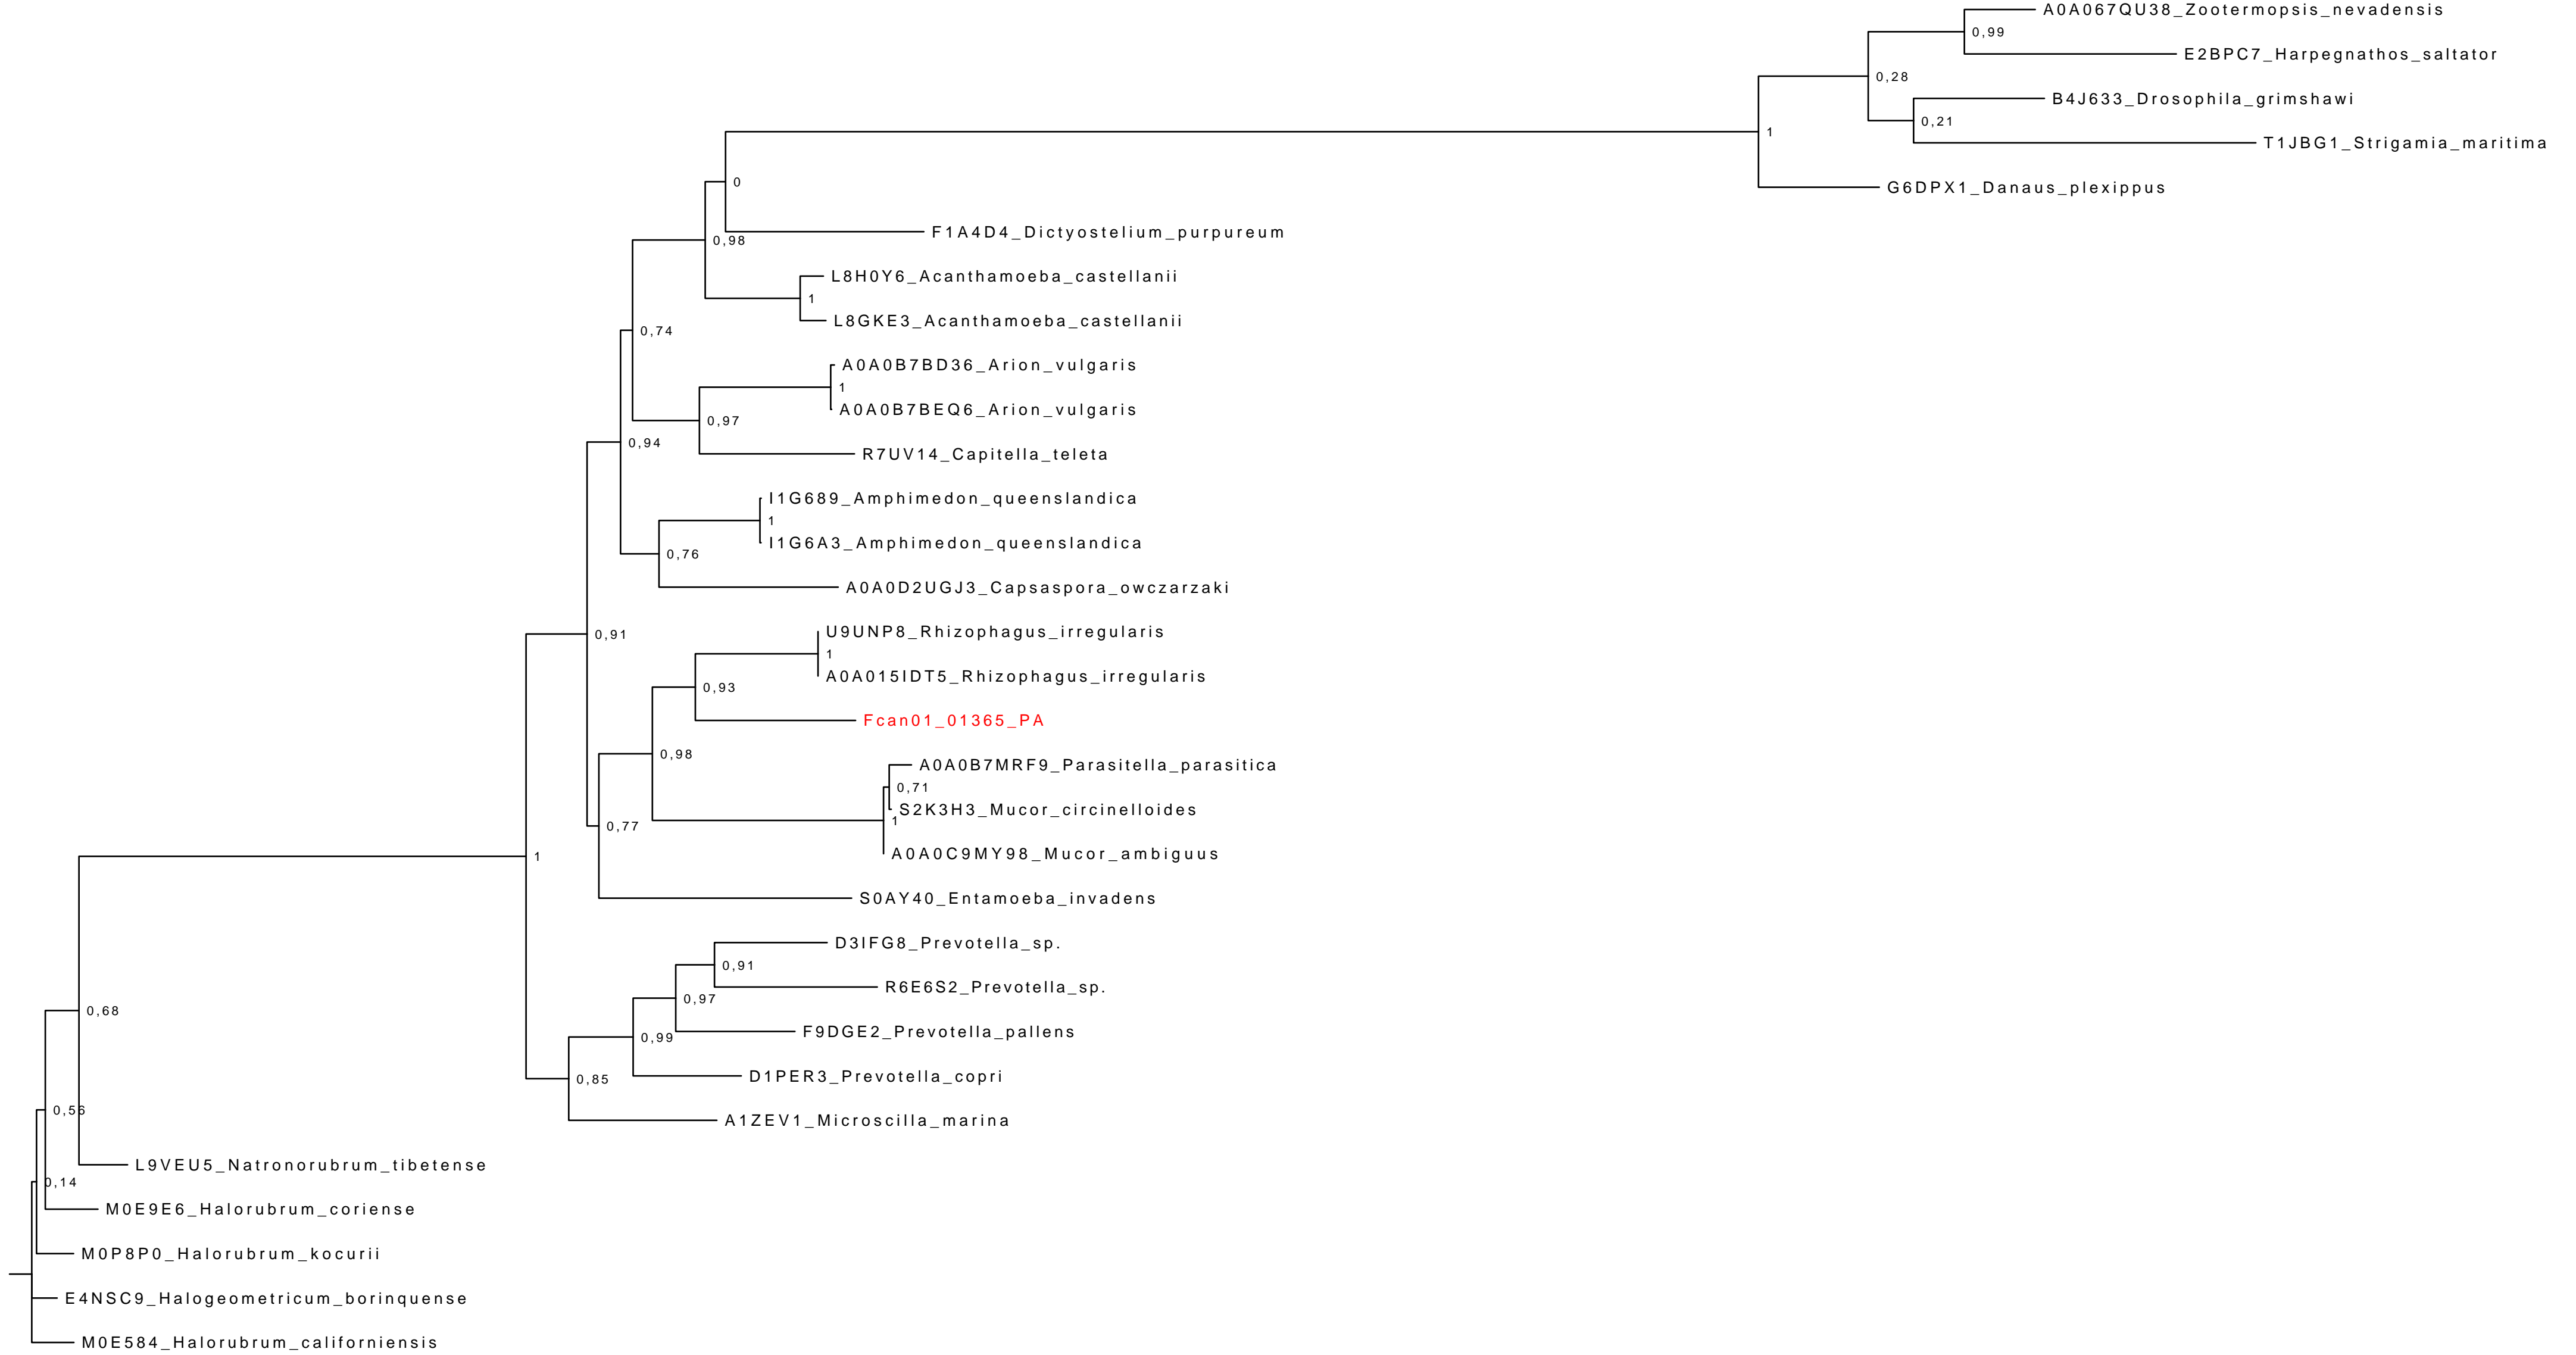 A0A067QU38_Zootermopsis_nevadensis
0,99
E2BPC7_Harpegnathos_saltator
0,28
B4J633_Drosophila_grimshawi
0,21
1
T1JBG1_Strigamia_maritima
0
G6DPX1_Danaus_plexippus
F1A4D4_Dictyostelium_purpureum
0,98
L8H0Y6_Acanthamoeba_castellanii
1
L8GKE3_Acanthamoeba_castellanii
0,74
A0A0B7BD36_Arion_vulgaris
1
A0A0B7BEQ6_Arion_vulgaris
0,97
0,94
R7UV14_Capitella_teleta
I1G689_Amphimedon_queenslandica
1
I1G6A3_Amphimedon_queenslandica
0,76
A0A0D2UGJ3_Capsaspora_owczarzaki
0,91
U9UNP8_Rhizophagus_irregularis
1
A0A015IDT5_Rhizophagus_irregularis
0,93
Fcan01_01365_PA
0,98
A0A0B7MRF9_Parasitella_parasitica
0,71
S2K3H3_Mucor_circinelloides
1
0,77
A0A0C9MY98_Mucor_ambiguus
1
S0AY40_Entamoeba_invadens
D3IFG8_Prevotella_sp.
0,91
R6E6S2_Prevotella_sp.
0,97
0,68
F9DGE2_Prevotella_pallens
0,99
D1PER3_Prevotella_copri
0,85
0,56
A1ZEV1_Microscilla_marina
L9VEU5_Natronorubrum_tibetense
0,14
M0E9E6_Halorubrum_coriense
M0P8P0_Halorubrum_kocurii
E4NSC9_Halogeometricum_borinquense
M0E584_Halorubrum_californiensis